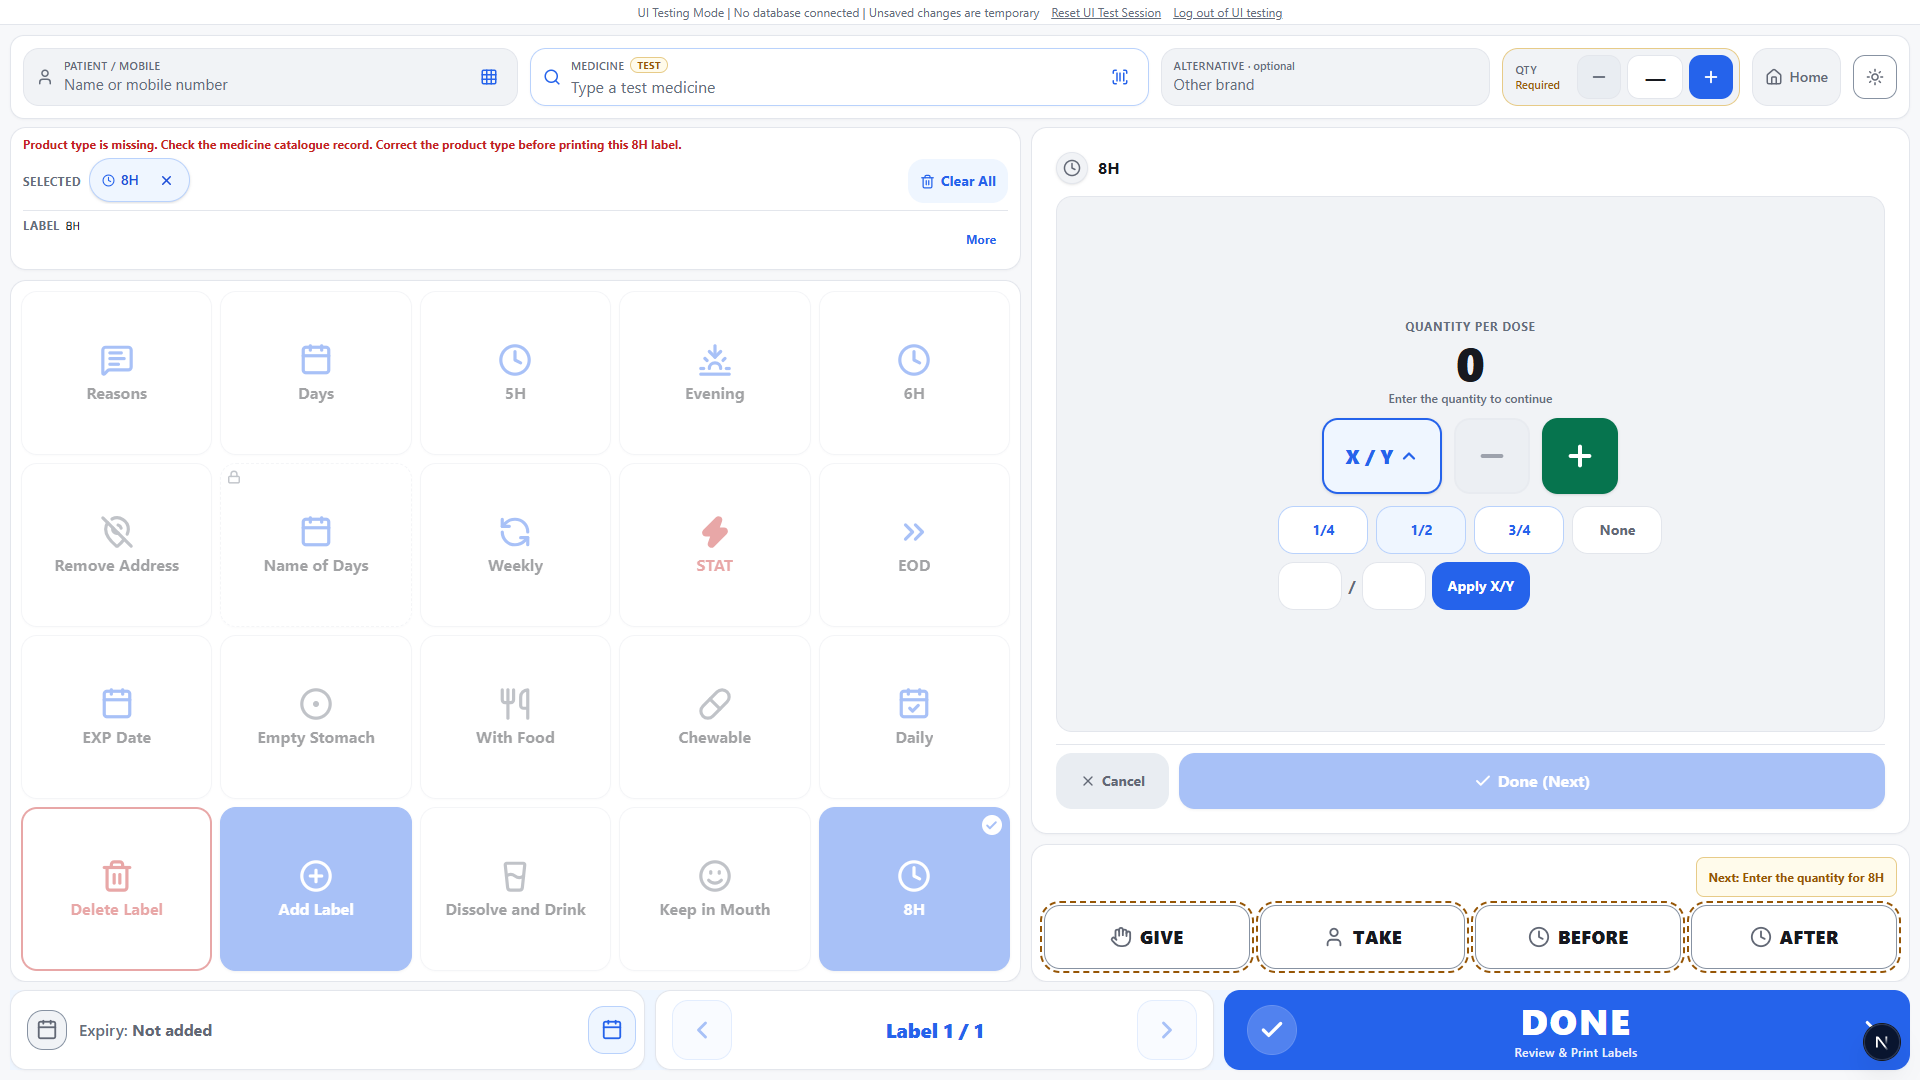 UI Testing Mode | No database connected | Unsaved changes are temporary Reset UI Test Session Log out of UI testing
PATIENT / MOBILE
Name or mobile number
MEDICINE TEST
Type a test medicine
ALTERNATIVE · optional
Other brand
QTY
Required
—
Home
Product type is missing. Check the medicine catalogue record. Correct the product type before printing this 8H label.
SELECTED 8H
Clear All
LABEL 8H
More
Reasons
Days
5H
Evening
6H
Remove Address
Name of Days
Weekly
STAT
EOD
EXP Date
Empty Stomach
With Food
Chewable
Daily
Delete Label
Add Label
Dissolve and Drink
Keep in Mouth
8H
8H
QUANTITY PER DOSE
0
Enter the quantity to continue
X / Y
1/4
1/2
3/4
None
/
Apply X/Y
Cancel
Done (Next)
Next: Enter the quantity for 8H
GIVE
TAKE
BEFORE
AFTER
Expiry: Not added
Label 1 / 1
DONE
Review & Print Labels
N